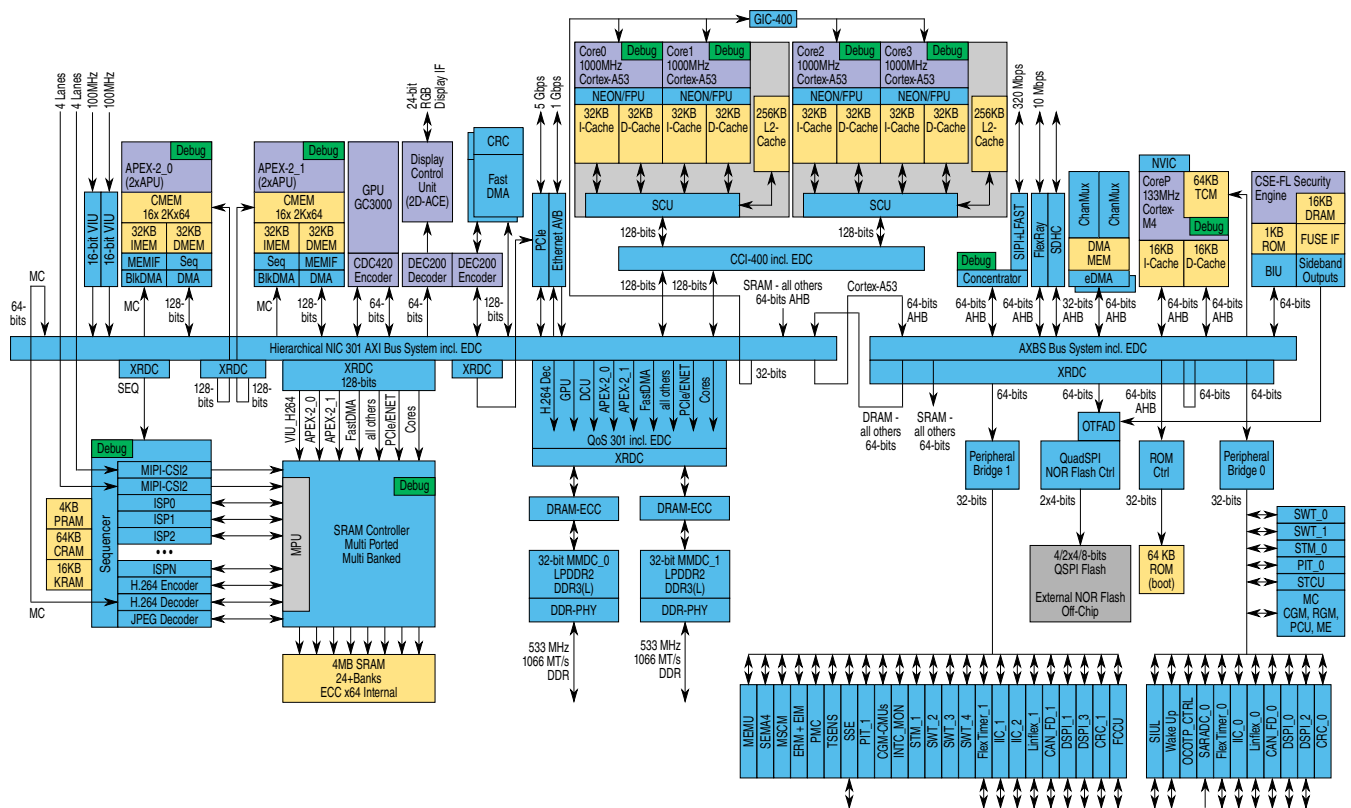 GIC-400
Core0
1000MHz
Cortex-A53
Debug
Core1
1000MHz
Cortex-A53
Debug
NEON/FPU
NEON/FPU
32KB
I-Cache
32KB
D-Cache
32KB
I-Cache
32KB
D-Cache
256KB
L2-
Cache
SCU
128-bits
Core2
1000MHz
Cortex-A53
Debug
Core3
1000MHz
Cortex-A53
Debug
NEON/FPU
NEON/FPU
32KB
I-Cache
32KB
D-Cache
32KB
I-Cache
32KB
D-Cache
256KB
L2-
Cache
SCU
128-bits
CCI-400 incl. EDC
128-bits
128-bits
SRAM - all others
64-bits AHB
Cortex-A53
4 Lanes
4 Lanes
100MHz
100MHz
16-bit VIU
16-bit VIU
Debug
APEX-2_0
(2xAPU)
CMEM
16x 2Kx64
32KB
IMEM
32KB
DMEM
MEMIF
Seq
BlkDMA
DMA
MC
128-
bits
Debug
APEX-2_1
(2xAPU)
CMEM
16x 2Kx64
32KB
IMEM
32KB
DMEM
Seq
MEMIF
BlkDMA
DMA
MC
128-
bits
GPU
GC3000
CDC420
Encoder
64-
bits
24-bit
RGB
Display IF
Display
Control
Unit
(2D-ACE)
DEC200
Decoder
64-
bits
CRC
Fast
DMA
DEC200
Encoder
128-
bits
5 Gbps
1 Gbps
PCIe
Ethernet AVB
320 Mbps
10 Mbps
Debug
Concentrator
SIPI+LFAST
FlexRay
SDHC
64-bits
AHB
64-bits
AHB
64-bits
AHB
ChanMux
ChanMux
DMA
MEM
eDMA
32-bits
AHB
64-bits
AHB
NVIC
CoreP
133MHz
Cortex-
M4
64KB
TCM
Debug
16KB
I-Cache
16KB
D-Cache
64-bits
AHB
64-bits
AHB
CSE-FL Security
Engine
16KB
DRAM
1KB
ROM
FUSE IF
BIU
Sideband
Outputs
64-bits
MC
64-
bits
Hierarchical NIC 301 AXI Bus System incl. EDC
AXBS Bus System incl. EDC
XRDC
XRDC
SEQ
XRDC
128-
bits
128-
bits
XRDC
128-bits
XRDC
32-bits
VIU_H264
APEX-2_0
APEX-2_1
FastDMA
all others
PCIe/ENET
Cores
H.264 Dec
GPU
DCU
APEX-2_0
APEX-2_1
FastDMA
all others
PCIe/ENET
Cores
QoS 301 incl. EDC
XRDC
DRAM-ECC
DRAM-ECC
32-bit MMDC_0
LPDDR2
DDR3(L)
DDR-PHY
32-bit MMDC_1
LPDDR2
DDR3(L)
DDR-PHY
533 MHz
1066 MT/s
DDR
533 MHz
1066 MT/s
DDR
Debug
Sequencer
4KB
PRAM
64KB
CRAM
16KB
KRAM
MC
MIPI-CSI2
MIPI-CSI2
ISP0
ISP1
ISP2
•••
ISPN
H.264 Encoder
H.264 Decoder
JPEG Decoder
MPU
Debug
SRAM Controller
Multi Ported
Multi Banked
4MB SRAM
24+Banks
ECC x64 Internal
DRAM -
all others
64-bits
SRAM -
all others
64-bits
64-bits
64-bits
64-bits
AHB
64-bits
64-bits
Peripheral
Bridge 1
32-bits
OTFAD
QuadSPI
NOR Flash Ctrl
2x4-bits
4/2x4/8-bits
QSPI Flash
External NOR Flash
Off-Chip
ROM
Ctrl
32-bits
64 KB
ROM
(boot)
Peripheral
Bridge 0
32-bits
SWT_0
SWT_1
STM_0
PIT_0
STCU
MC
CGM, RGM,
PCU, ME
MEMU
SEMA4
MSCM
ERM + EIM
PMC
TSENS
SSE
PIT_1
CGM-CMUs
INTC_MON
STM_1
SWT_2
SWT_3
SWT_4
FlexTimer_1
IIC_1
IIC_2
Linflex_1
CAN_FD_1
DSPI_1
DSPI_3
CRC_1
FCCU
SIUL
Wake Up
OCOTP_CTRL
SARADC_0
FlexTimer_0
IIC_0
Linflex_0
CAN_FD_0
DSPI_0
DSPI_2
CRC_0